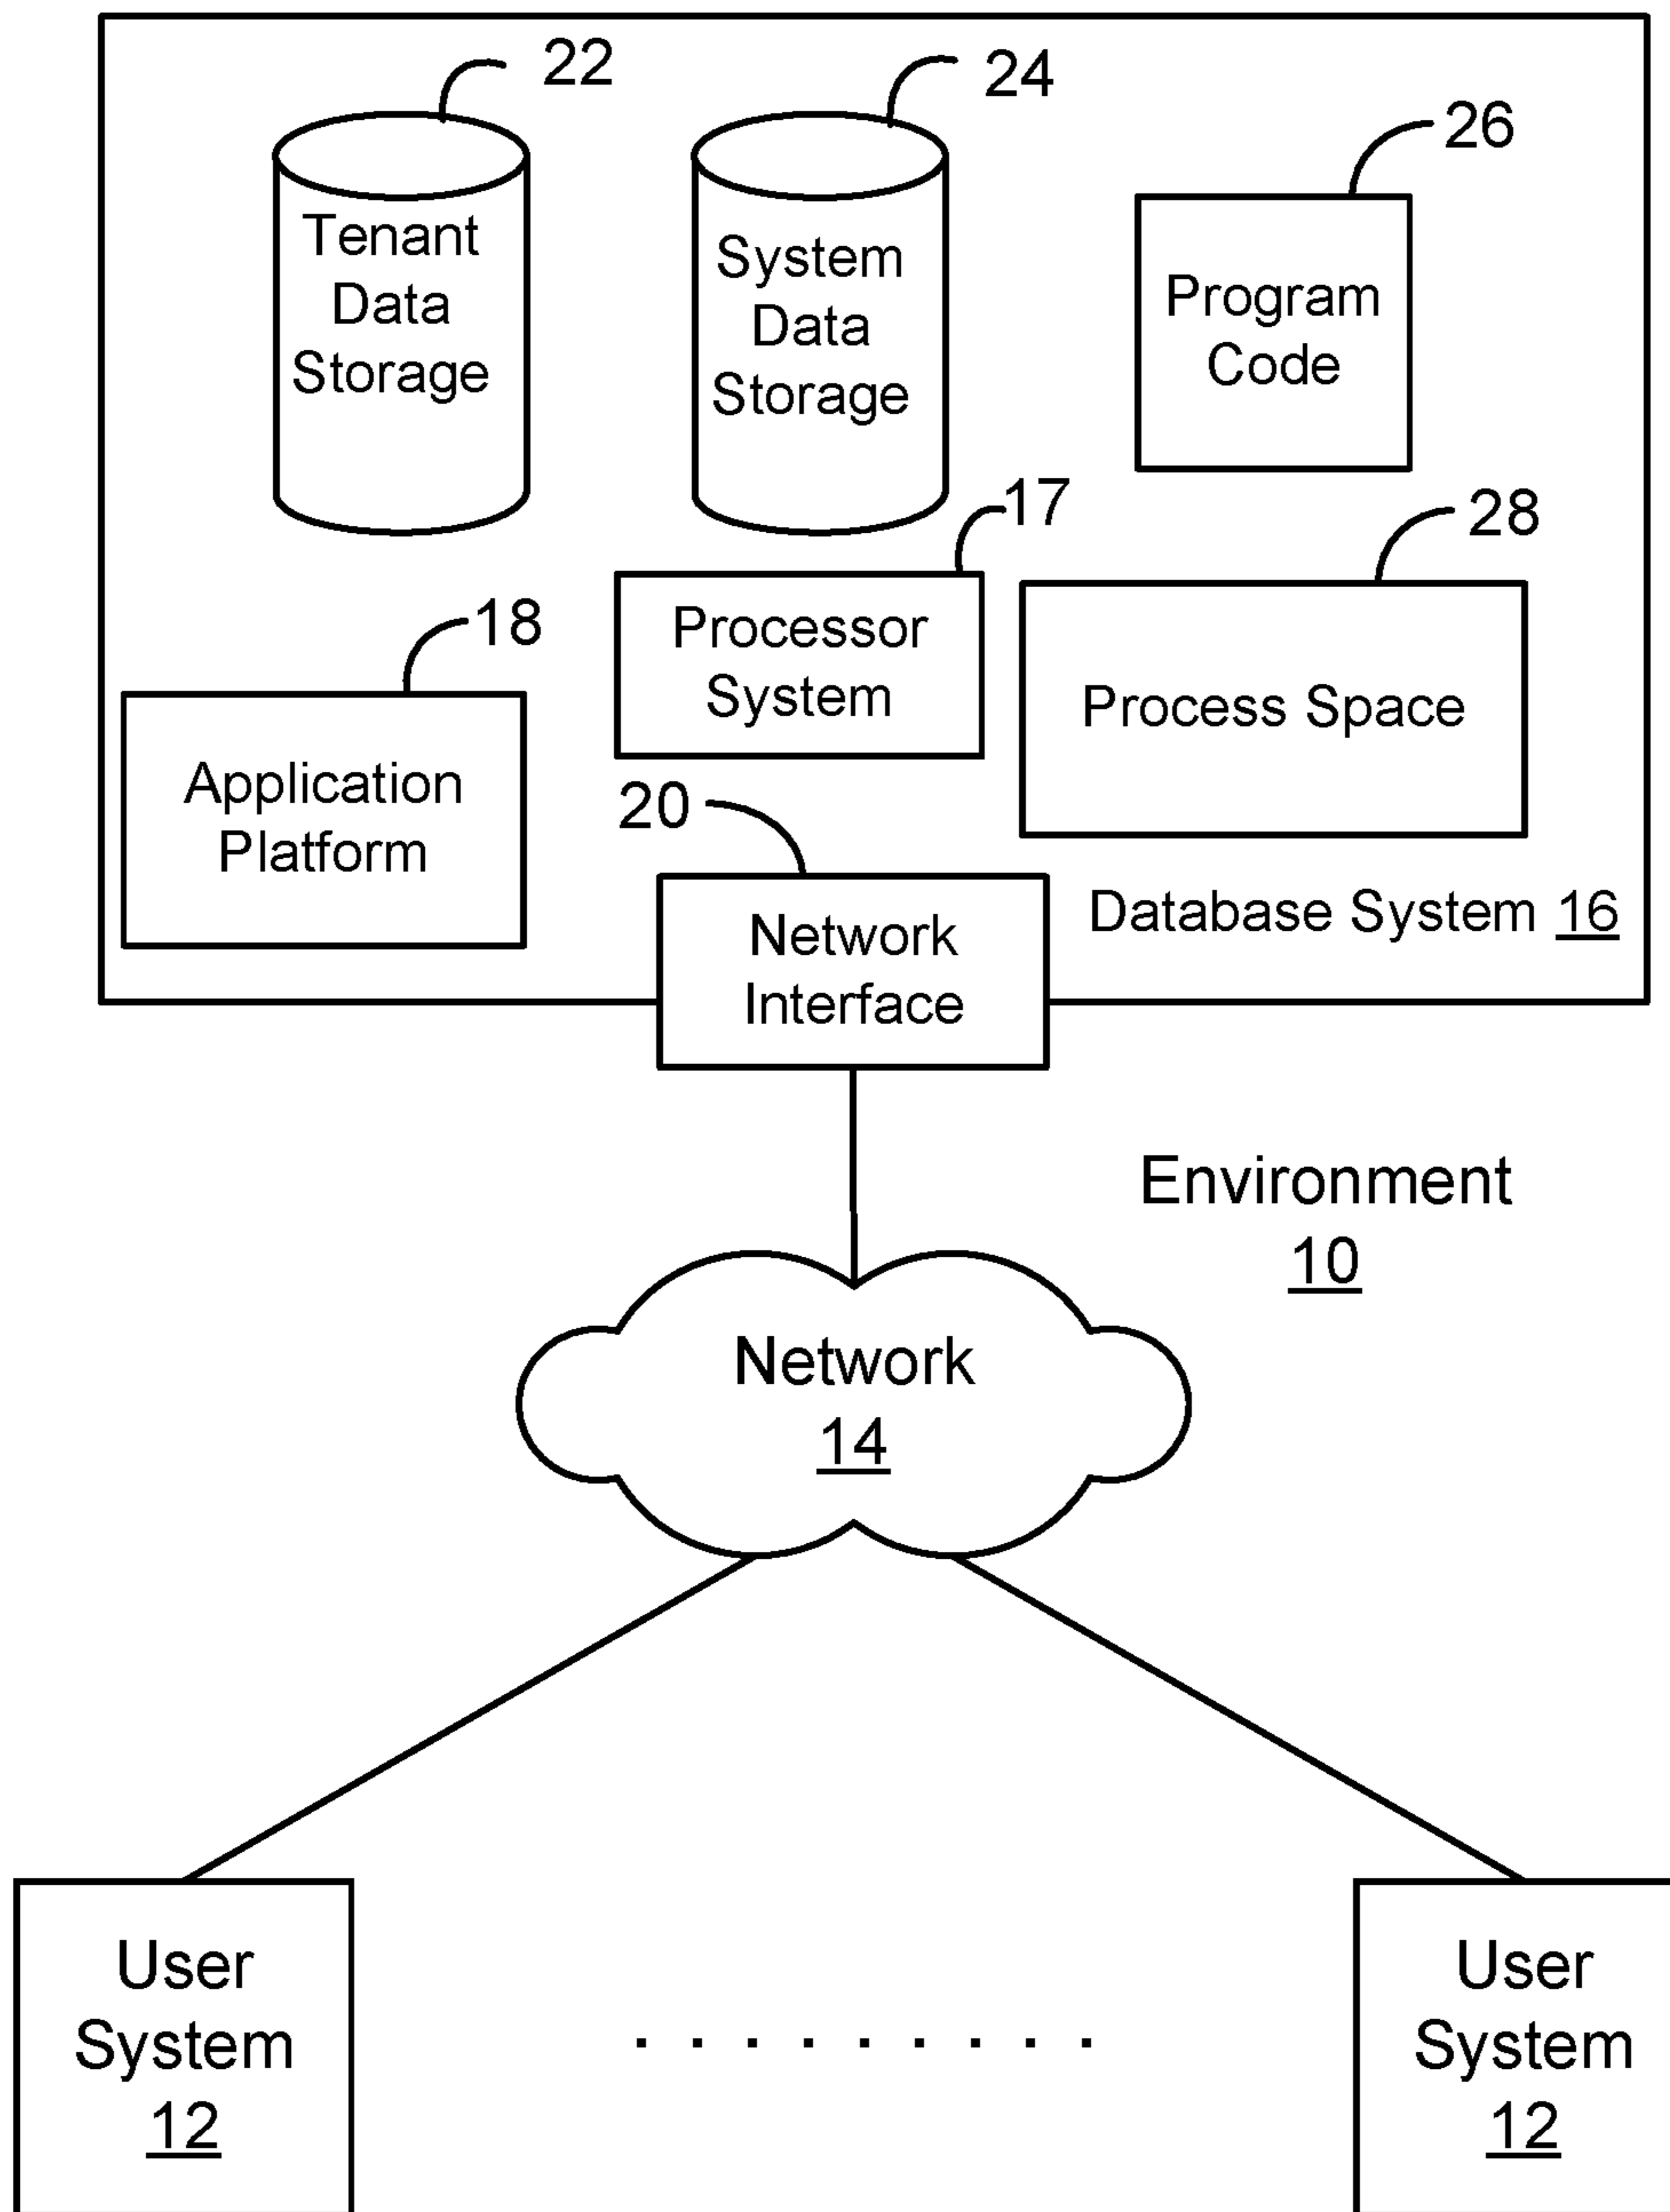 22
24
26
Tenant
Data
Storage
System
Data
Storage
Program
Code
17
28
18
Processor
System
Process Space
Application
Platform
20
Network
Interface
Database System 16
Environment
10
Network
14
User
System
12
. . . . . . . . .
User
System
12